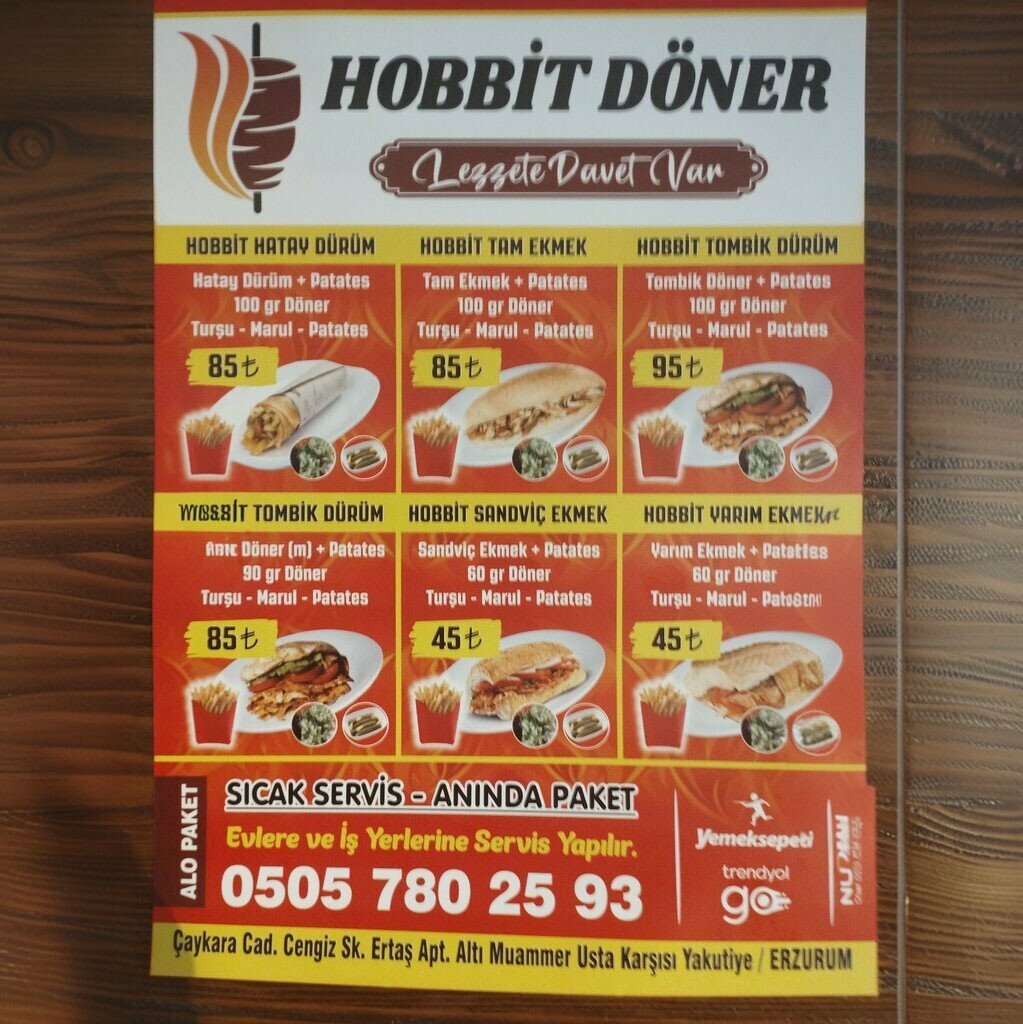 HOBBİT DÖNER
Lezzete Davet Var
HOBBİT HATAY DÜRÜM
Hatay Dürüm + Patates
100 gr Döner
Turşu - Marul - Patates
85₺
HOBBİT TAM EKMEK
Tam Ekmek + Patates
100 gr Döner
Turşu - Marul - Patates
85₺
HOBBİT TOMBİK DÜRÜM
Tombik Döner + Patates
100 gr Döner
Turşu - Marul - Patates
95₺
TOMBİK DÜRÜM
Döner (m) + Patates
90 gr Döner
Turşu - Marul - Patates
85₺
HOBBİT SANDVİÇ EKMEK
Sandviç Ekmek + Patates
60 gr Döner
Turşu - Marul - Patates
45₺
HOBBİT YARIM
Yarım Ekmek +
60 gr Döner
Turşu - Marul -
45₺
ALO PAKET
SICAK SERVİS - ANINDA PAKET
Evlere ve İş Yerlerine Servis Yapılır.
0505 780 25 93
Yemeksepeti
trendyol
go
Çaykara Cad. Cengiz Sk. Ertaş Apt. Altı Muammer Usta Karşısı Yakutiye / ERZURUM